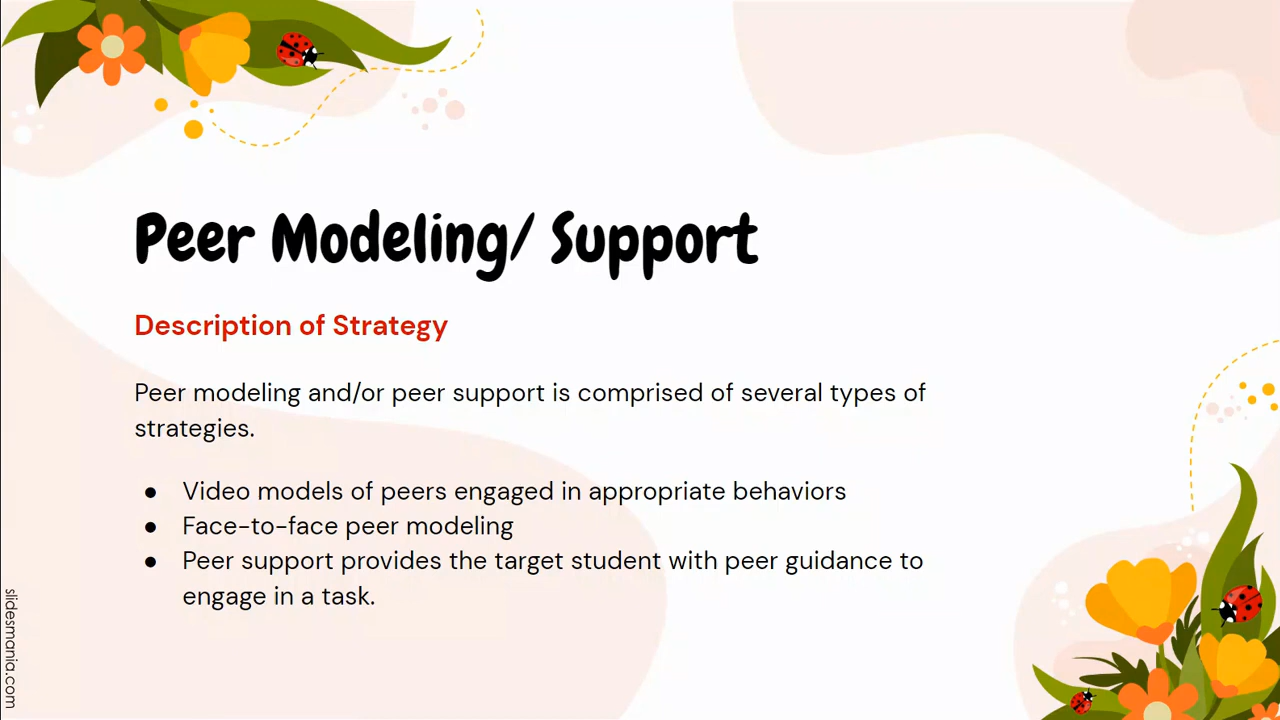 Peer Modeling/ Support
Description of Strategy
Peer modeling and/or peer support is comprised of several types of
strategies.
● Video models of peers engaged in appropriate behaviors
● Face-to-face peer modeling
● Peer support provides the target student with peer guidance to
engage in a task.
slidesmania.com